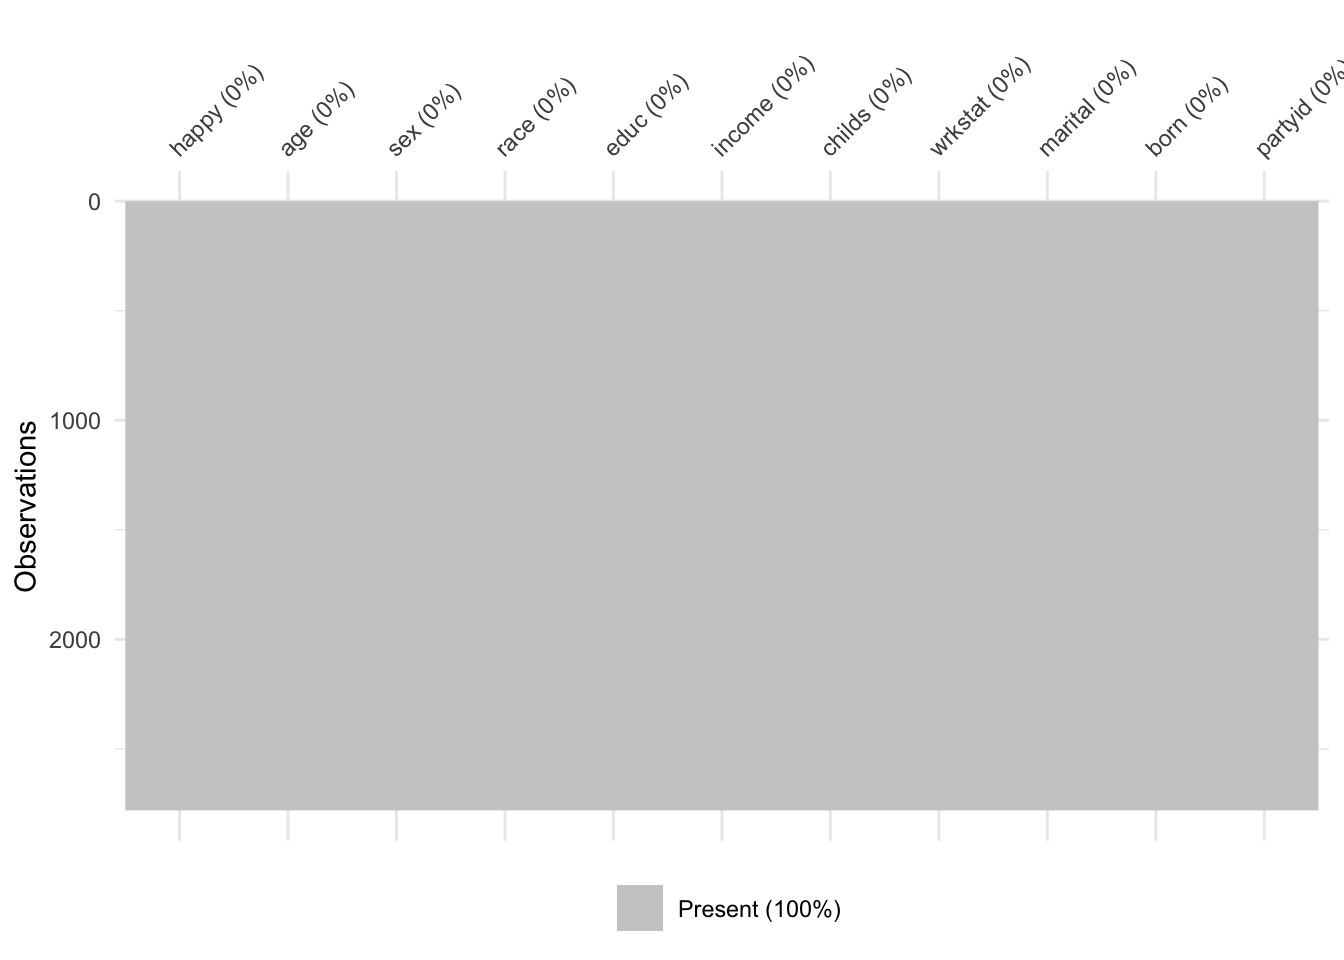 happy (0%)
age (0%)
sex (0%)
race (0%)
educ (0%)
income (0%)
childs (0%)
wrkstat (0%)
marital (0%)
born (0%)
partyid (0%
0
1000
2000
Observations
Present (100%)